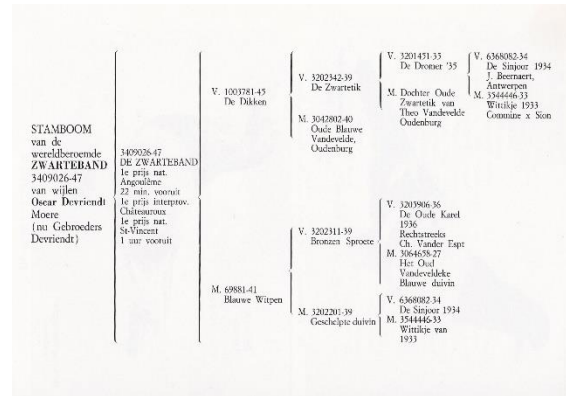 STAMBOOM
van de
wereldberoemde
ZWARTEBAND
3409026-47
van wijlen
Oscar Devriendt
Moere
(nu Gebroeders
Devriendt)
3409026-47
DE ZWARTEBAND
1e prijs nat.
Angoulême
22 min. vooruit
1e prijs interprov.
Châteauroux
1e prijs nat.
St-Vincent
1 uur vooruit
V. 1003781-45
De Dikken
M. 69881-41
Blauwe Witpen
V. 3202342-39
De Zwartetik
M. 3042802-40
Oude Blauwe
Vandevelde,
Oudenburg
V. 3202311-39
Bronzen Sproete
M. 3202201-39
Geschelpte duivin
V. 3201451-35
De Dromer '35
M. Dochter Oude
Zwartetik van
Theo Vandevelde
Oudenburg
V. 3203906-36
De Oude Karel
1936
Rechtstreeks
Ch. Vander Espt
M. 3064658-27
Het Oud
Vandeveldeke
Blauwe duivin
V. 6368082-34
De Sinjoor 1934
M. 3544446-33
Wittikje van
1933
V. 6368082-34
De Sinjoor 1934
J. Beernaert,
Antwerpen
M. 3544446-33
Wittikje 1933
Commine x Sion